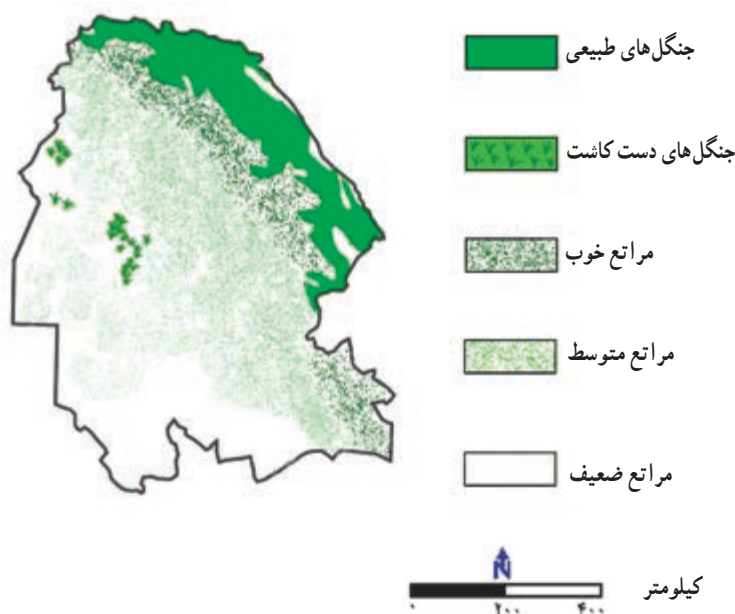 جنگل‌های طبیعی
جنگل‌های دست کاشت
مراتع خوب
مراتع متوسط
مراتع ضعیف
N
کیلومتر
۰ ۲۰۰ ۴۰۰